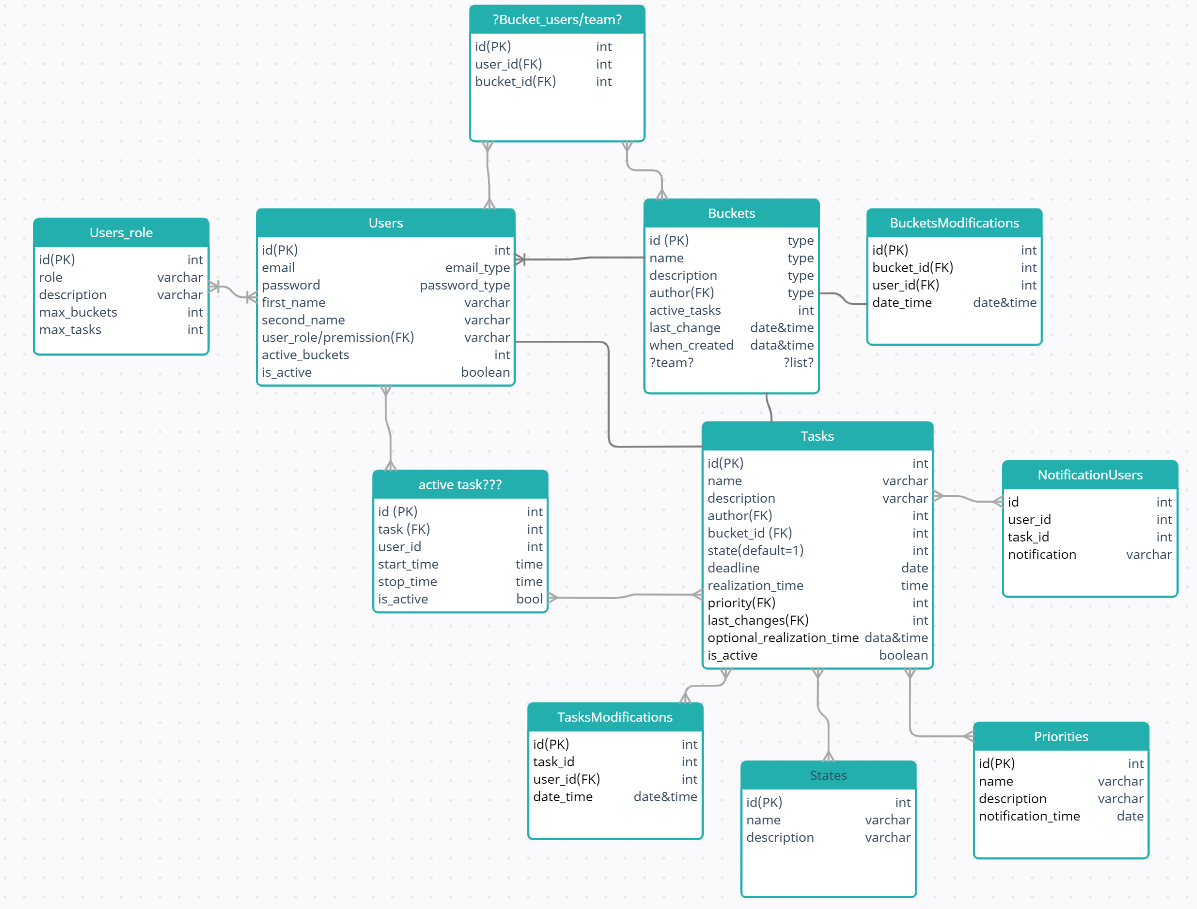 ?Bucket_users/team?
id(PK) int
user_id(FK) int
bucket_id(FK) int
Users_role
id(PK) int
role varchar
description varchar
max_buckets int
max_tasks int
Users
id(PK) int
email email_type
password password_type
first_name varchar
second_name varchar
user_role/premission(FK) varchar
active_buckets int
is_active boolean
Buckets
id (PK) type
name type
description type
author(FK) type
active_tasks int
last_change date&time
when_created data&time
?team? ?list?
BucketsModifications
id(PK) int
bucket_id(FK) int
user_id(FK) int
date_time date&time
active task???
id (PK) int
task (FK) int
user_id int
start_time time
stop_time time
is_active bool
Tasks
id(PK) int
name varchar
description varchar
author(FK) int
bucket_id (FK) int
state(default=1) int
deadline date
realization_time time
priority(FK) int
last_changes(FK) int
optional_realization_time data&time
is_active boolean
NotificationUsers
id int
user_id int
task_id int
notification varchar
TasksModifications
id(PK) int
task_id int
user_id(FK) int
date_time date&time
States
id(PK) int
name varchar
description varchar
Priorities
id(PK) int
name varchar
description varchar
notification_time date